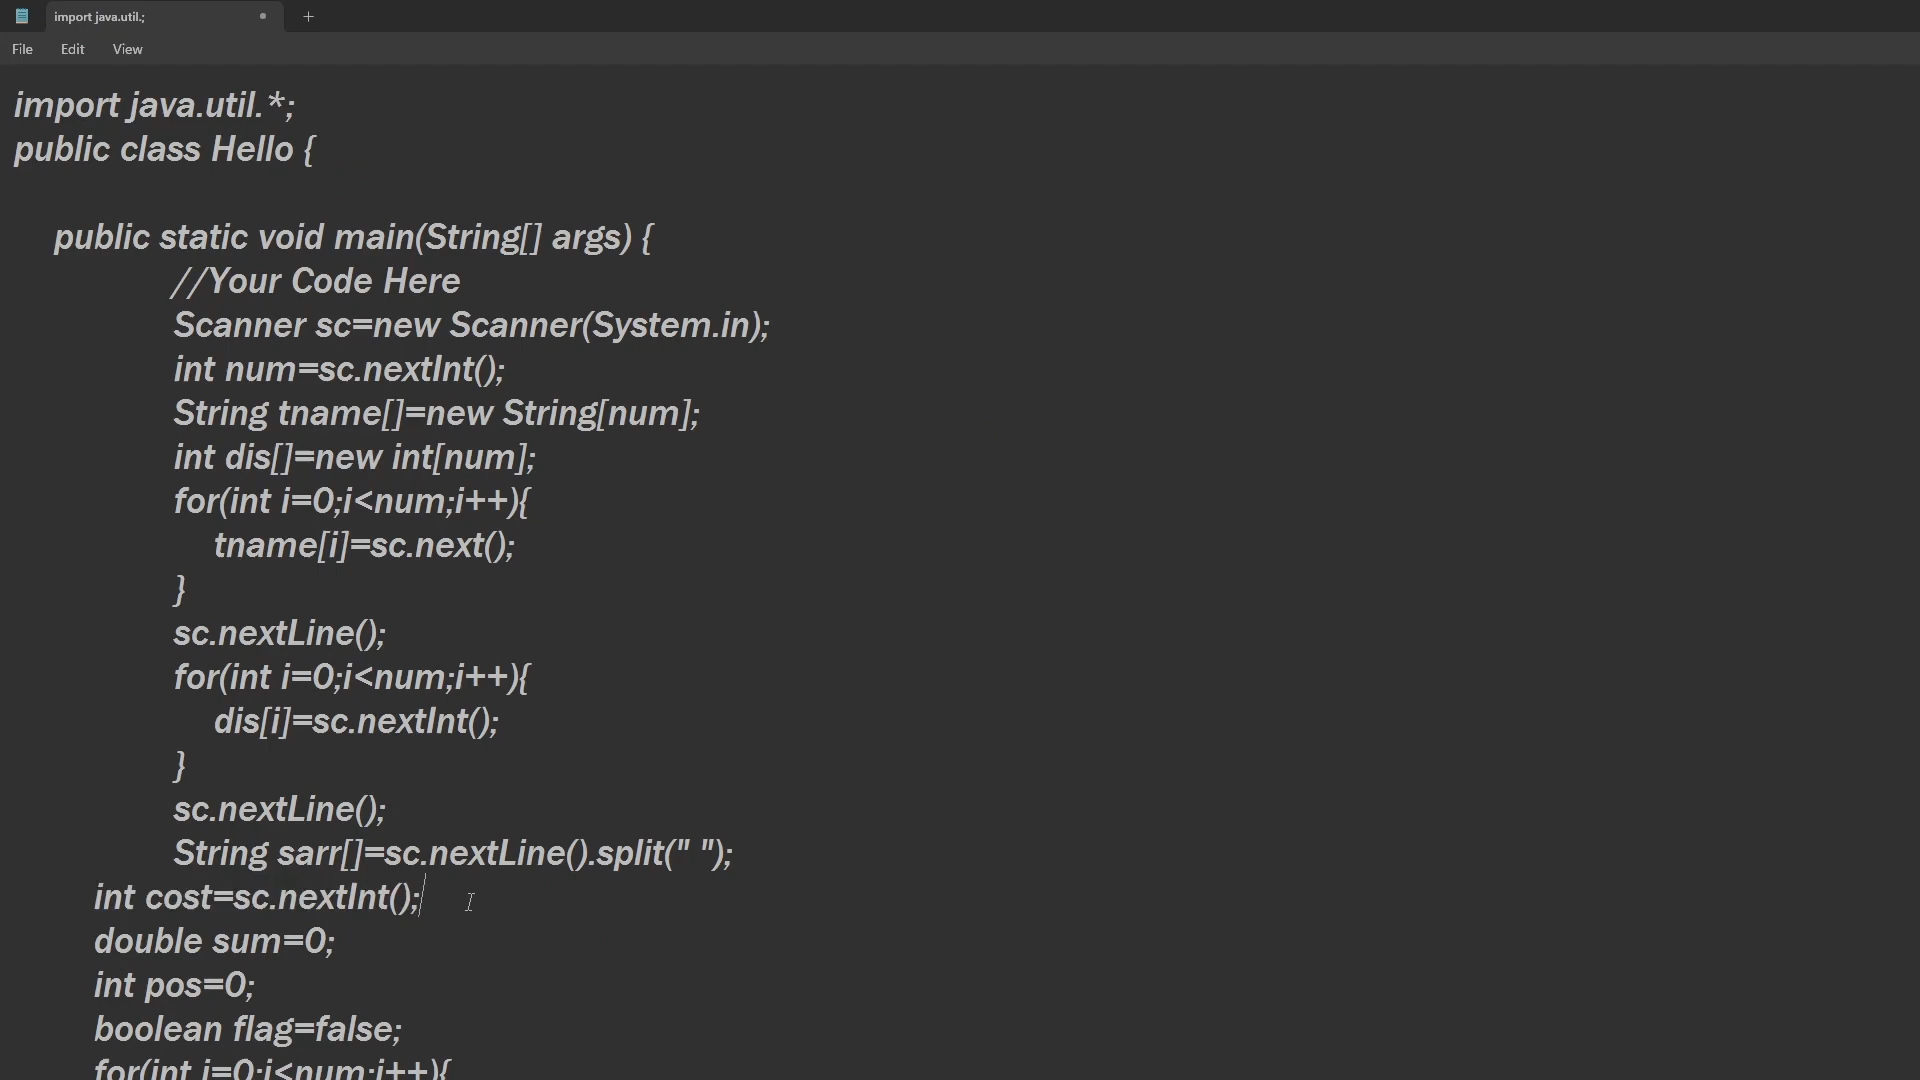 import java.util.;
File Edit View
import java.util.*;
public class Hello {
public static void main(String[] args) {
//Your Code Here
Scanner sc=new Scanner(System.in);
int num=sc.nextInt();
String tname[]=new String[num];
int dis[]=new int[num];
for(int i=0;i<num;i++){
tname[i]=sc.next();
}
sc.nextLine();
for(int i=0;i<num;i++){
dis[i]=sc.nextInt();
}
sc.nextLine();
String sarr[]=sc.nextLine().split(" ");
int cost=sc.nextInt();
double sum=0;
int pos=0;
boolean flag=false;
for(int i=0;i<num;i++){